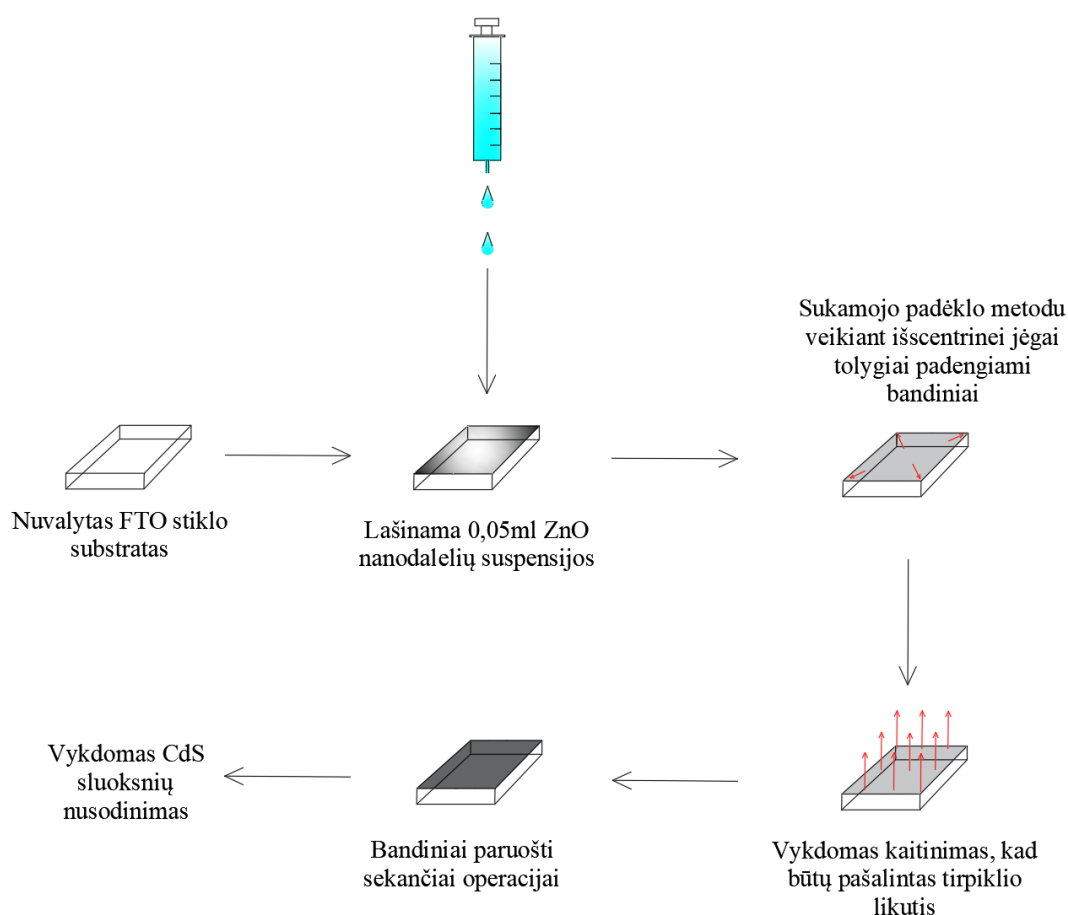 Nuvalytas FTO stiklo
substratas
Lašinama 0,05ml ZnO
nanodalelių suspensijos
Sukamojo padėklo metodu
veikiant išscentrinei jėgai
tolygiai padengiami
bandiniai
Vykdomas kaitinimas, kad
būtų pašalintas tirpiklio
likutis
Bandiniai paruošti
sekančiai operacijai
Vykdomas CdS
sluoksnių
nusodinimas